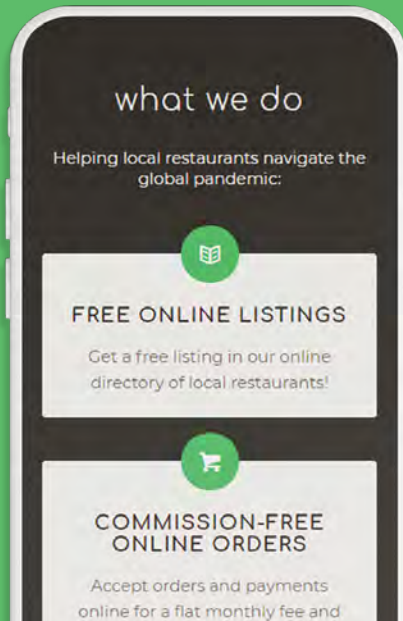 what we do
Helping local restaurants navigate the
global pandemic:
FREE ONLINE LISTINGS
Get a free listing in our online
directory of local restaurants!
COMMISSION-FREE
ONLINE ORDERS
Accept orders and payments
online for a flat monthly fee and